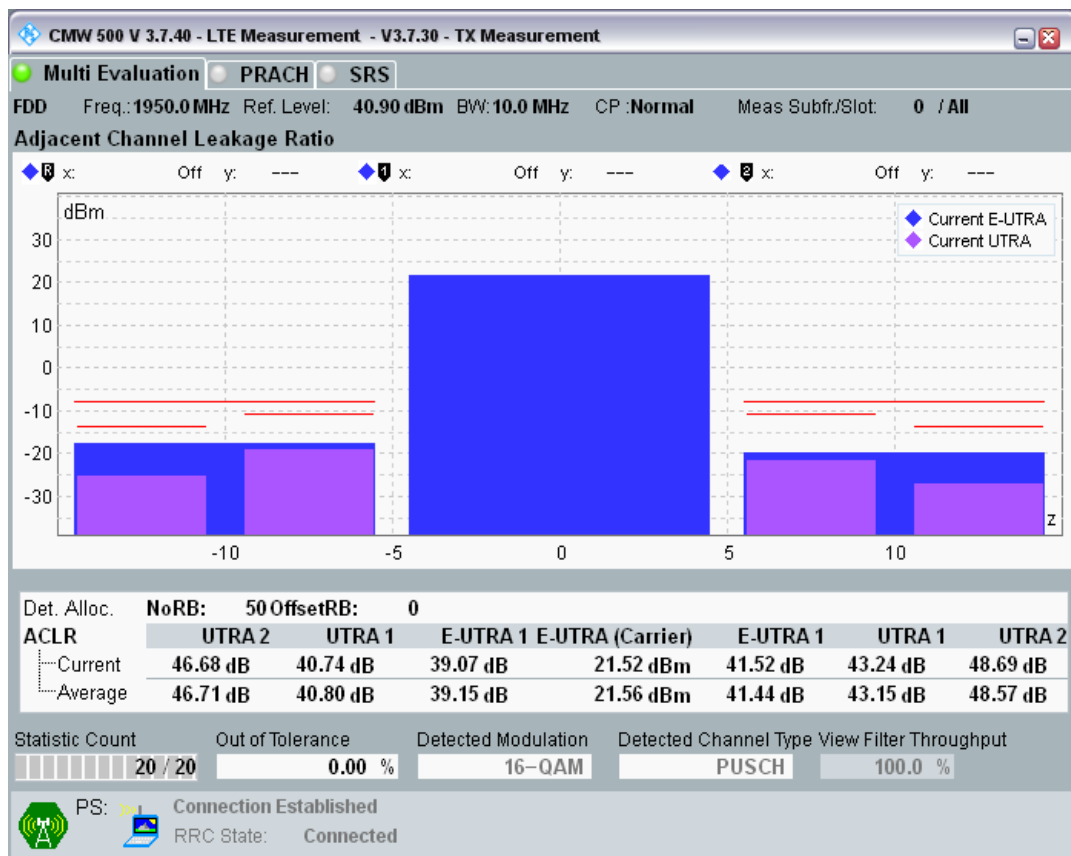 CMW 500 V 3.7.40 - LTE Measurement - V3.7.30 - TX Measurement
Multi Evaluation PRACH SRS
FDD Freq.:1950.0 MHz Ref. Level: 40.90 dBm BW:10.0 MHz CP :Normal Meas Subfr./Slot: 0 / All
Adjacent Channel Leakage Ratio
R x: Off y: --- 1 x: Off y: --- 2 x: Off y: ---
dBm
Current E-UTRA
Current UTRA
30
20
10
0
-10
-20
-30
z
-10 -5 0 5 10
Det. Alloc. NoRB: 50 OffsetRB: 0
ACLR UTRA 2 UTRA 1 E-UTRA 1 E-UTRA (Carrier) E-UTRA 1 UTRA 1 UTRA 2
Current 46.68 dB 40.74 dB 39.07 dB 21.52 dBm 41.52 dB 43.24 dB 48.69 dB
Average 46.71 dB 40.80 dB 39.15 dB 21.56 dBm 41.44 dB 43.15 dB 48.57 dB
Statistic Count Out of Tolerance Detected Modulation Detected Channel Type View Filter Throughput
20 / 20 0.00 % 16-QAM PUSCH 100.0 %
PS: Connection Established
RRC State: Connected